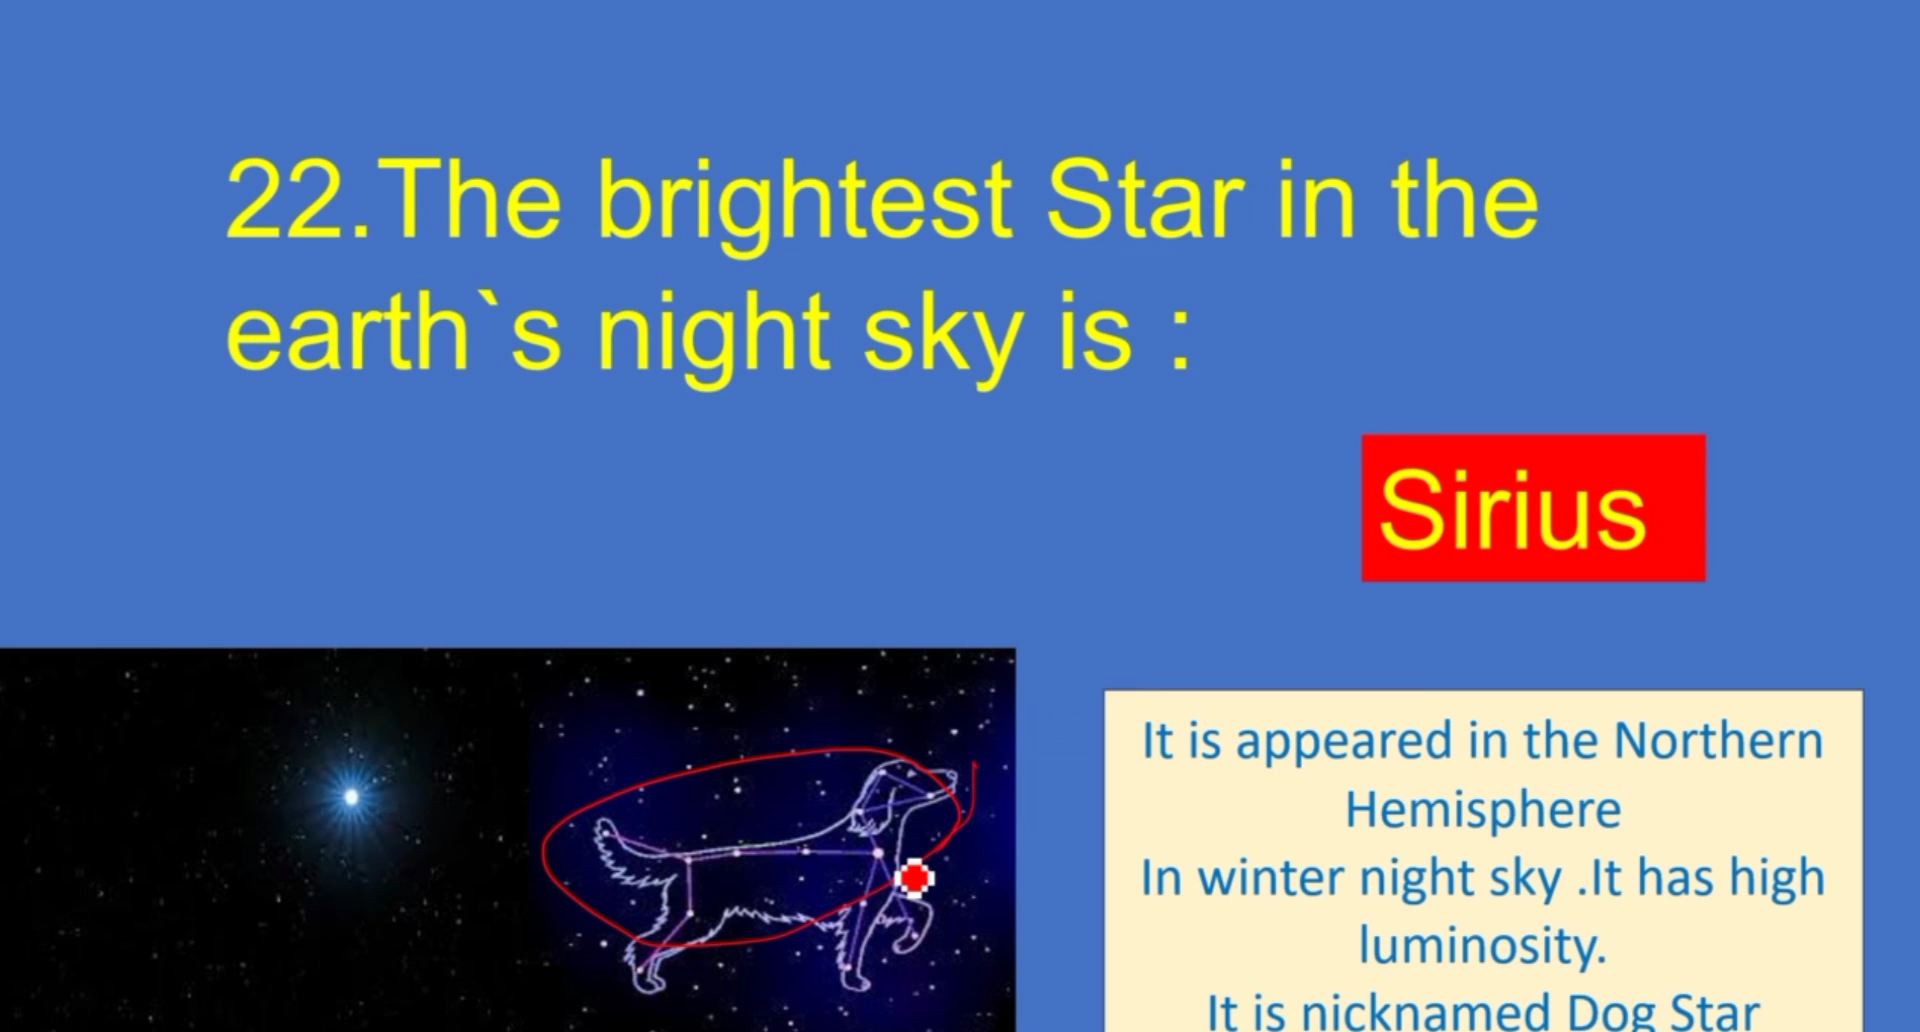 22.The brightest Star in the
earth`s night sky is :
Sirius
It is appeared in the Northern
Hemisphere
In winter night sky .It has high
luminosity.
It is nicknamed Dog Star